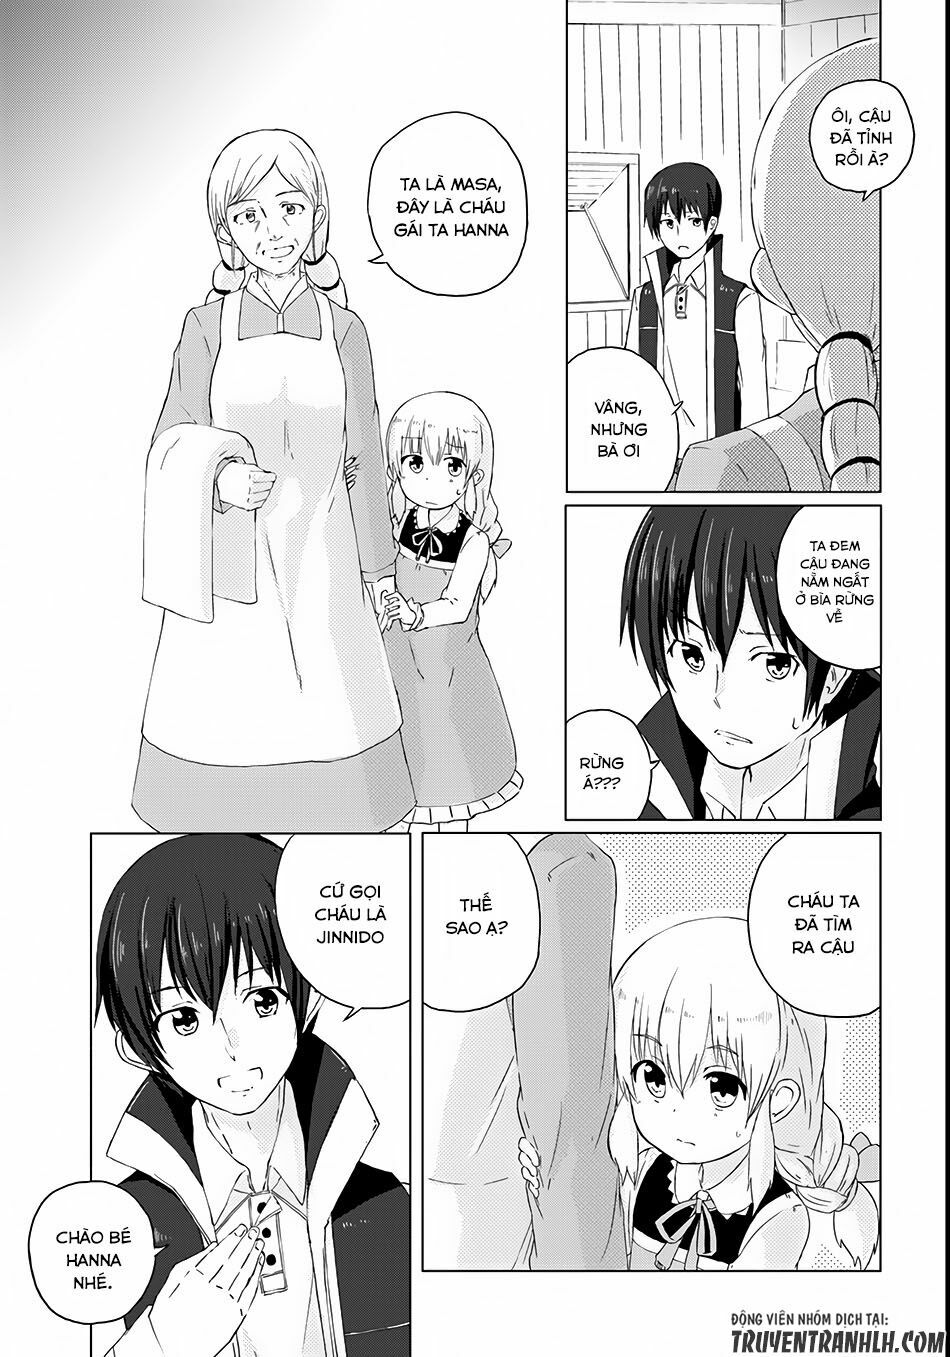 ÔI, CẬU
ĐÃ TỈNH
RỒI À?
VÂNG,
NHƯNG
BÀ ƠI
TA LÀ MASA,
ĐÂY LÀ CHÁU
GÁI TA HANNA
TA ĐEM
CẬU ĐANG
NẰM NGẤT
Ở BÌA RỪNG
VỀ
RỪNG
Á???
CHÁU TA
ĐÃ TÌM
RA CẬU
THẾ
SAO Ạ?
CỨ GỌI
CHÁU LÀ
JINNIDO
CHÀO BÉ
HANNA
NHÉ.
ĐỘNG VIÊN NHÓM DỊCH TẠI:
TRUYENTRANHLH.COM